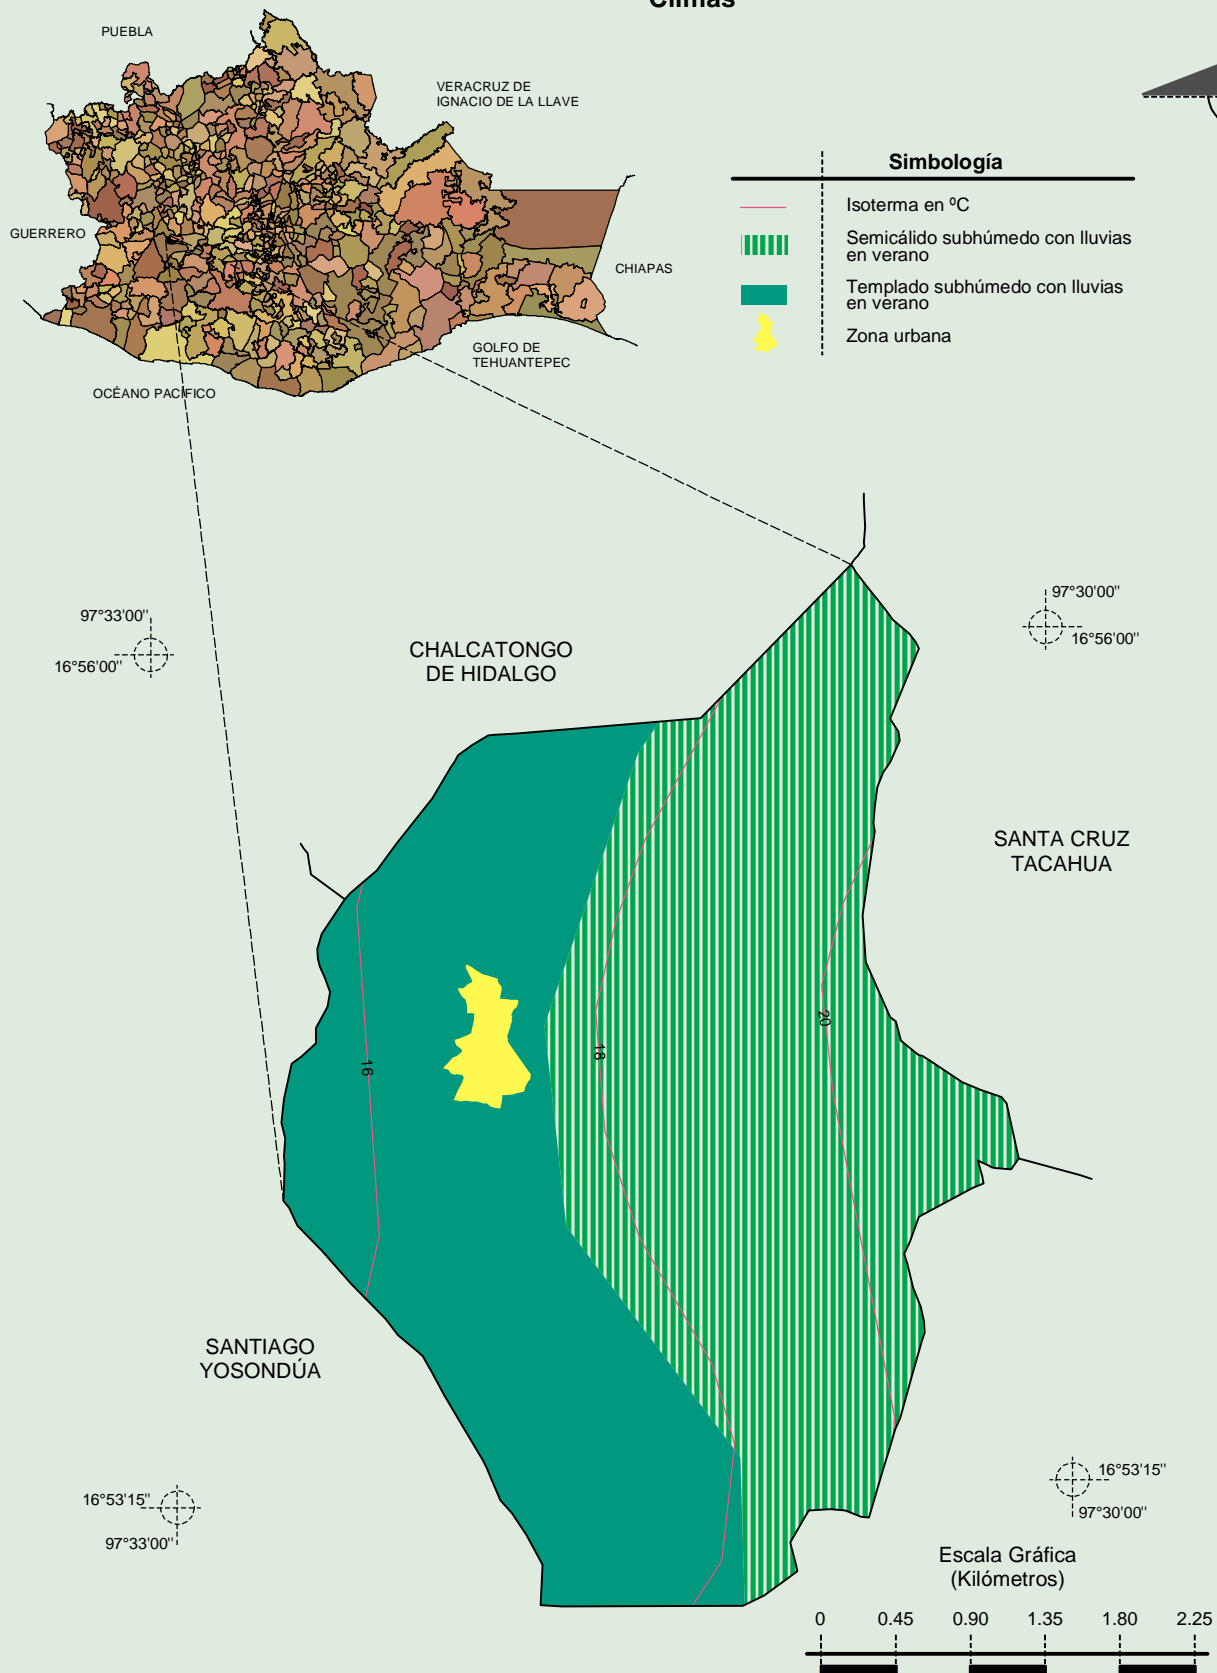 Climas
PUEBLA
VERACRUZ DE
IGNACIO DE LA LLAVE
GUERRERO
CHIAPAS
GOLFO DE
TEHUANTEPEC
OCÉANO PACÍFICO
Simbología
Isoterma en ºC
Semicálido subhúmedo con lluvias
en verano
Templado subhúmedo con lluvias
en verano
Zona urbana
97°33'00"
16°56'00"
97°30'00"
16°56'00"
CHALCATONGO
DE HIDALGO
SANTA CRUZ
TACAHUA
16
18
20
SANTIAGO
YOSONDÚA
16°53'15"
97°33'00"
16°53'15"
97°30'00"
Escala Gráfica
(Kilómetros)
0 0.45 0.90 1.35 1.80 2.25